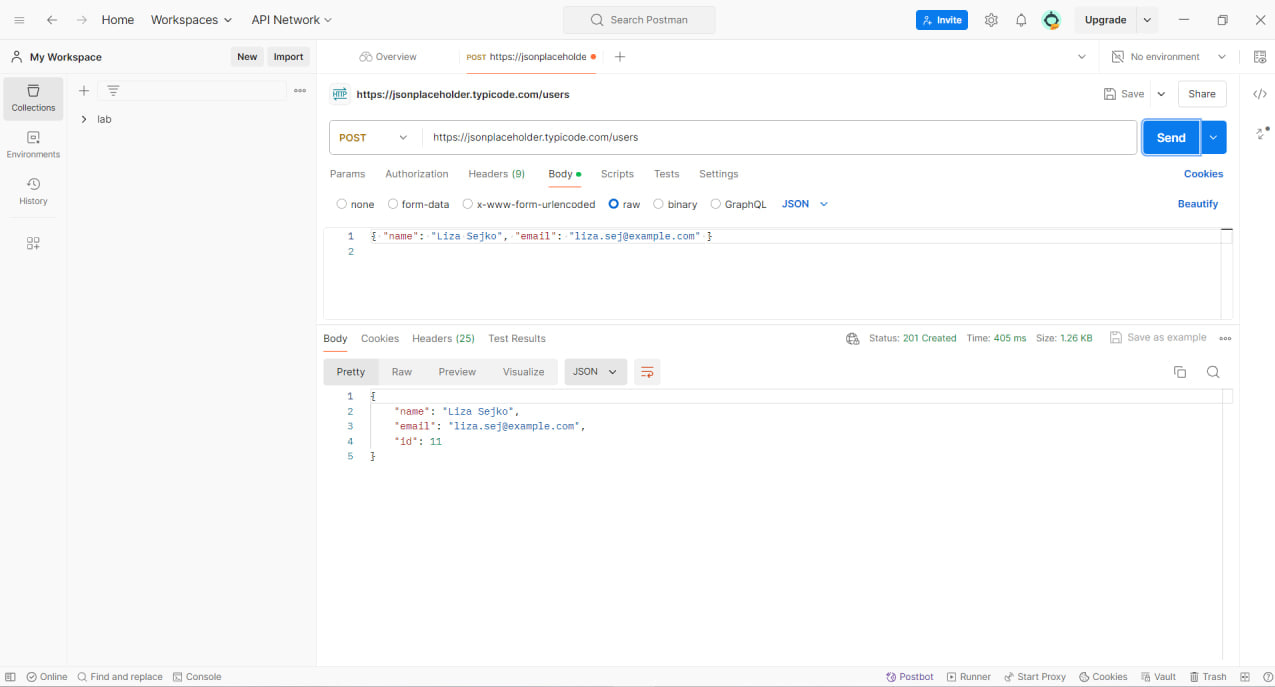 Home Workspaces API Network Search Postman Invite Upgrade
My Workspace New Import Overview POST https://jsonplaceholde No environment
Collections
lab
HTTP https://jsonplaceholder.typicode.com/users Save Share
Environments
History
POST https://jsonplaceholder.typicode.com/users Send
Params Authorization Headers (9) Body Scripts Tests Settings Cookies
none form-data x-www-form-urlencoded raw binary GraphQL JSON Beautify
1 { "name": "Liza Sejko", "email": "liza.sej@example.com" }
2
Body Cookies Headers (25) Test Results Status: 201 Created Time: 405 ms Size: 1.26 KB Save as example
Pretty Raw Preview Visualize JSON
1 {
2 "name": "Liza Sejko",
3 "email": "liza.sej@example.com",
4 "id": 11
5 }
Online Find and replace Console Postbot Runner Start Proxy Cookies Vault Trash